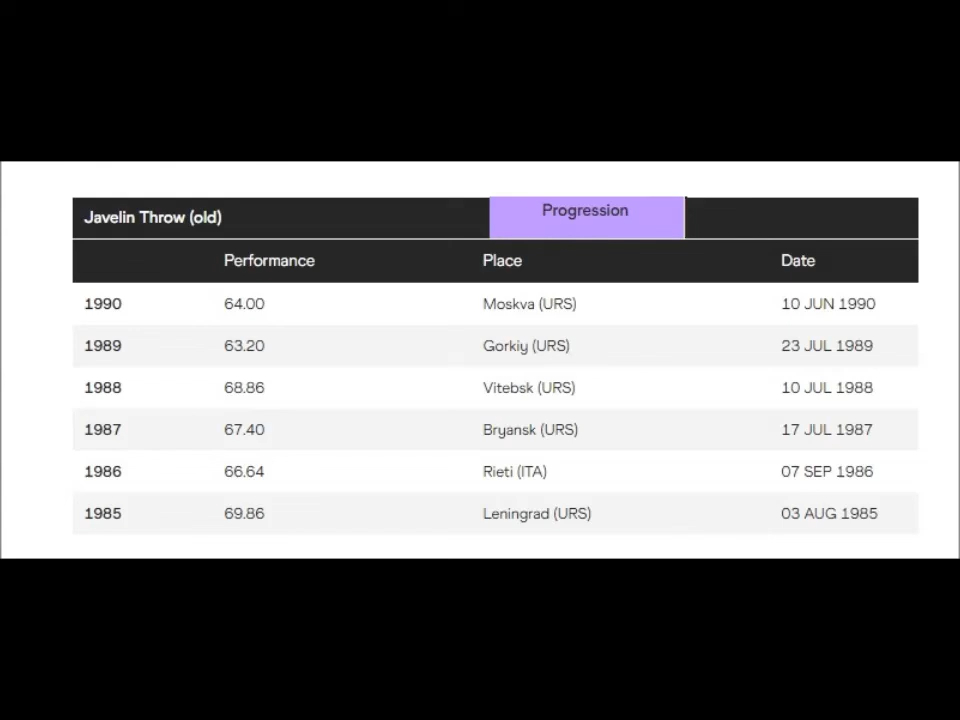 Javelin Throw (old) Progression
Performance Place Date
1990 64.00 Moskva (URS) 10 JUN 1990
1989 63.20 Gorkiy (URS) 23 JUL 1989
1988 68.86 Vitebsk (URS) 10 JUL 1988
1987 67.40 Bryansk (URS) 17 JUL 1987
1986 66.64 Rieti (ITA) 07 SEP 1986
1985 69.86 Leningrad (URS) 03 AUG 1985